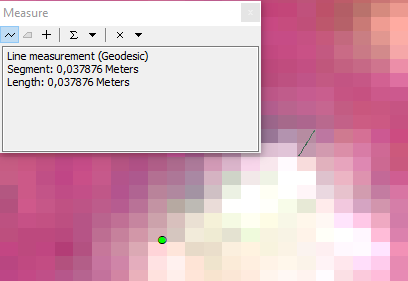 Measure
Line measurement (Geodesic)
Segment: 0,037876 Meters
Length: 0,037876 Meters